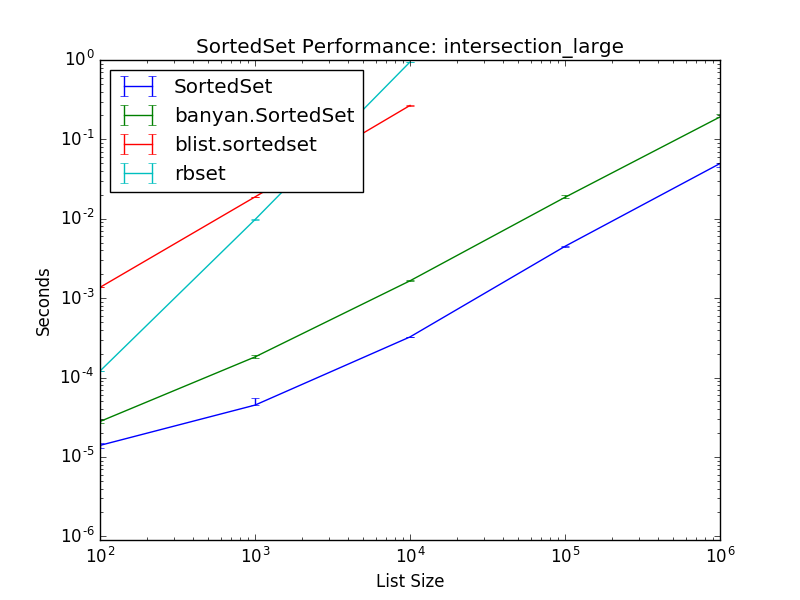 SortedSet Performance: intersection_large
SortedSet
banyan.SortedSet
blist.sortedset
rbset
10^0
10^-1
10^-2
10^-3
10^-4
10^-5
10^-6
Seconds
10^2 10^3 10^4 10^5 10^6
List Size